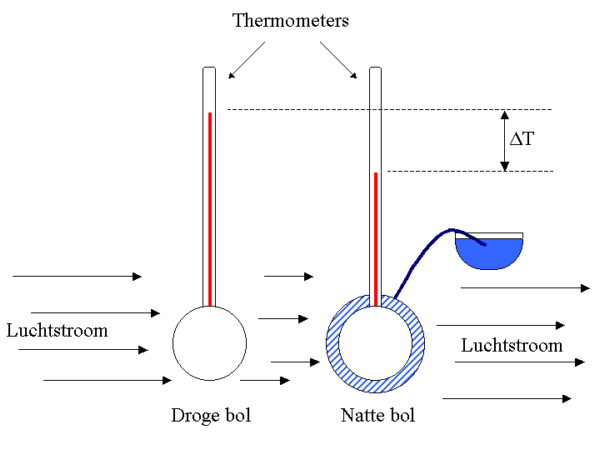 Thermometers
ΔT
Luchtstroom
Luchtstroom
Droge bol
Natte bol